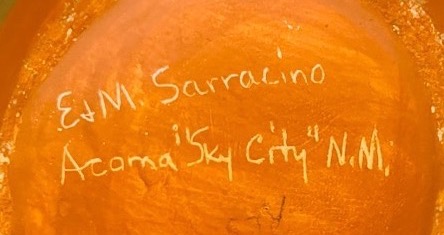 E & M. Sarracino
Acoma "Sky City" N.M.